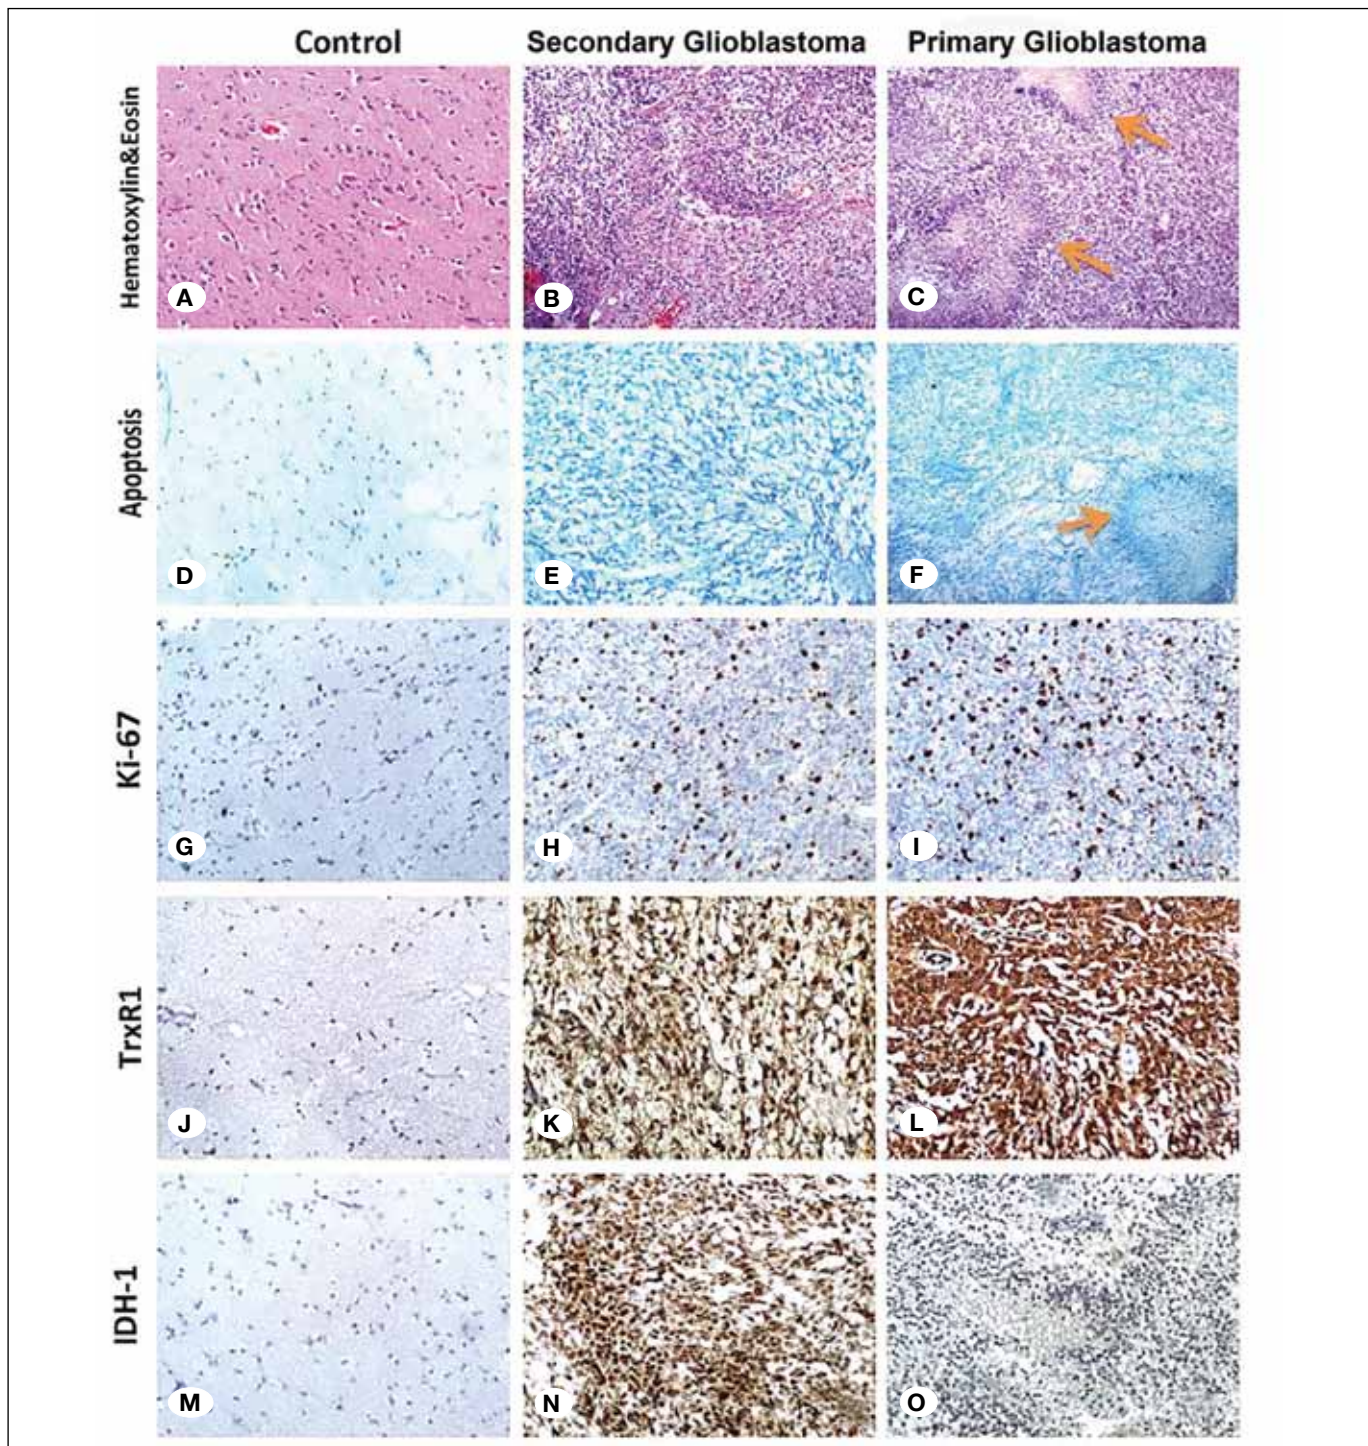 Control Secondary Glioblastoma Primary Glioblastoma
Hematoxylin&Eosin
A B C
Apoptosis
D E F
Ki-67
G H I
TrxR1
J K L
IDH-1
M N O